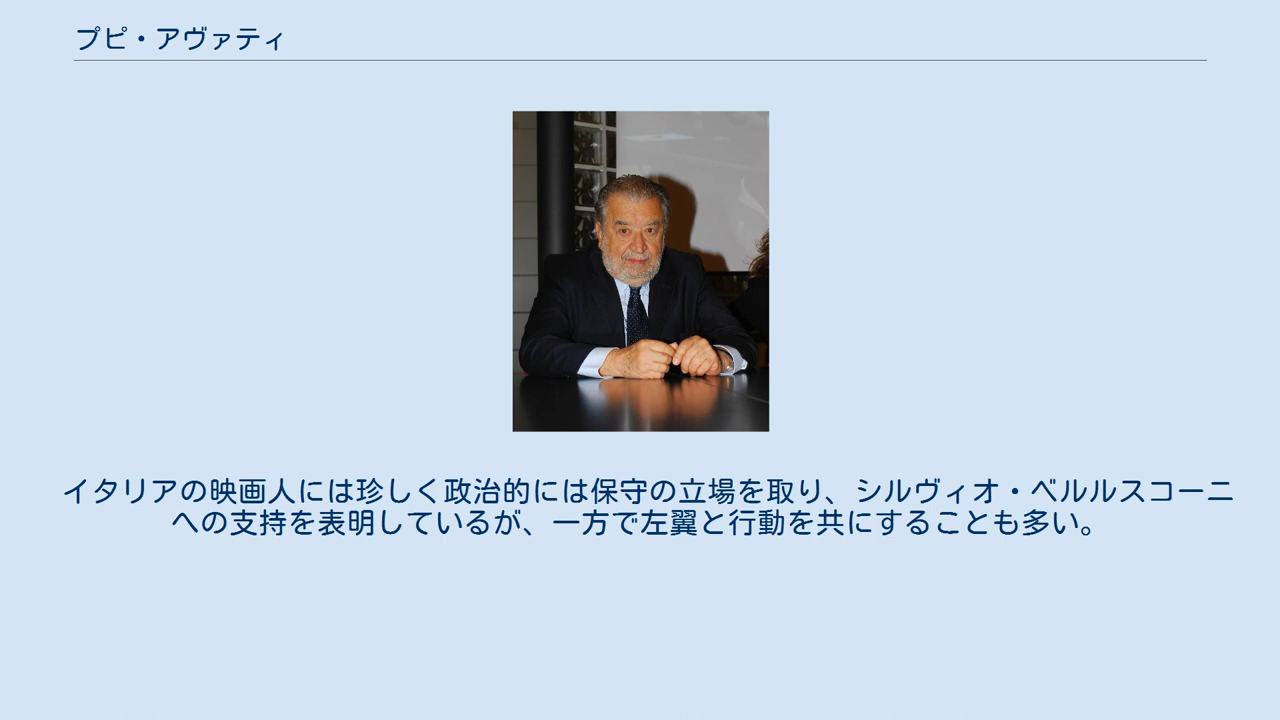 プピ・アヴァティ
イタリアの映画人には珍しく政治的には保守の立場を取り、シルヴィオ・ベルルスコーニ
への支持を表明しているが、一方で左翼と行動を共にすることも多い。